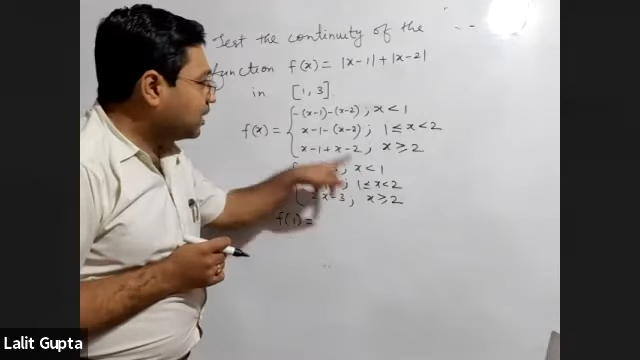 Test the continuity of the
function f(x) = |x-1| + |x-2|
in [1, 3].
f(x) = { -(x-1)-(x-2) ; x < 1
x-1-(x-2) ; 1 ≤ x < 2
x-1+x-2 ; x ≥ 2
, x < 1
; 1 ≤ x < 2
2x-3 ; x ≥ 2
f(1) =
Lalit Gupta